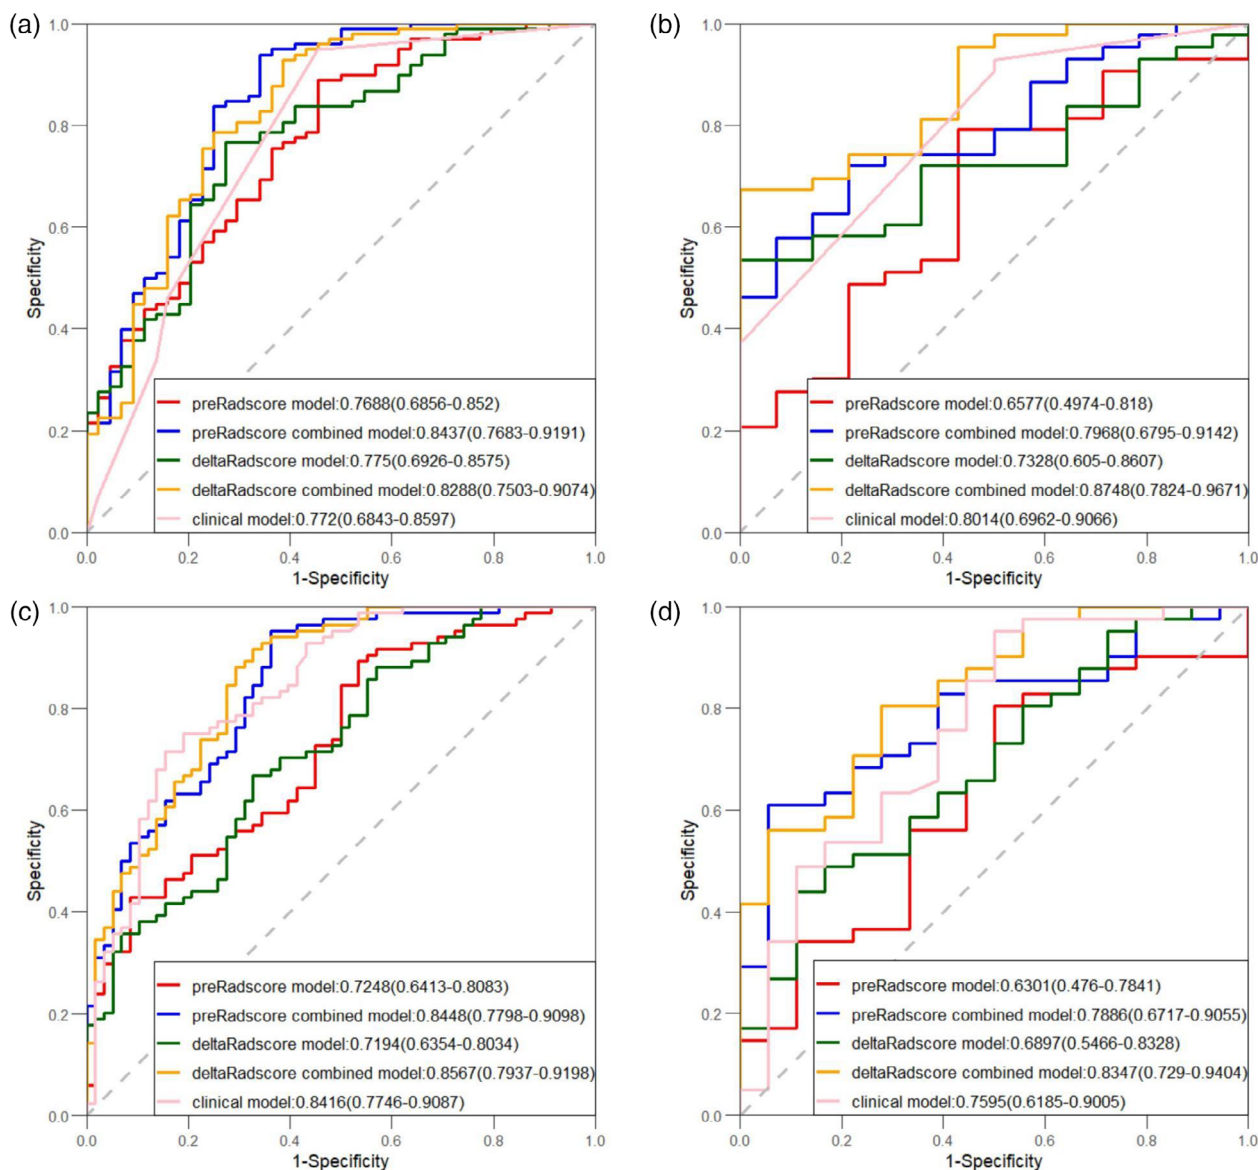 (a)
1.0
0.8
0.6
0.4
0.2
0.0
Specificity
preRadscore model:0.7688(0.6856-0.852)
preRadscore combined model:0.8437(0.7683-0.9191)
deltaRadscore model:0.775(0.6926-0.8575)
deltaRadscore combined model:0.8288(0.7503-0.9074)
clinical model:0.772(0.6843-0.8597)
0.0 0.2 0.4 0.6 0.8 1.0
1-Specificity
(b)
1.0
0.8
0.6
0.4
0.2
0.0
Specificity
preRadscore model:0.6577(0.4974-0.818)
preRadscore combined model:0.7968(0.6795-0.9142)
deltaRadscore model:0.7328(0.605-0.8607)
deltaRadscore combined model:0.8748(0.7824-0.9671)
clinical model:0.8014(0.6962-0.9066)
0.0 0.2 0.4 0.6 0.8 1.0
1-Specificity
(c)
1.0
0.8
0.6
0.4
0.2
0.0
Specificity
preRadscore model:0.7248(0.6413-0.8083)
preRadscore combined model:0.8448(0.7798-0.9098)
deltaRadscore model:0.7194(0.6354-0.8034)
deltaRadscore combined model:0.8567(0.7937-0.9198)
clinical model:0.8416(0.7746-0.9087)
0.0 0.2 0.4 0.6 0.8 1.0
1-Specificity
(d)
1.0
0.8
0.6
0.4
0.2
0.0
Specificity
preRadscore model:0.6301(0.476-0.7841)
preRadscore combined model:0.7886(0.6717-0.9055)
deltaRadscore model:0.6897(0.5466-0.8328)
deltaRadscore combined model:0.8347(0.729-0.9404)
clinical model:0.7595(0.6185-0.9005)
0.0 0.2 0.4 0.6 0.8 1.0
1-Specificity